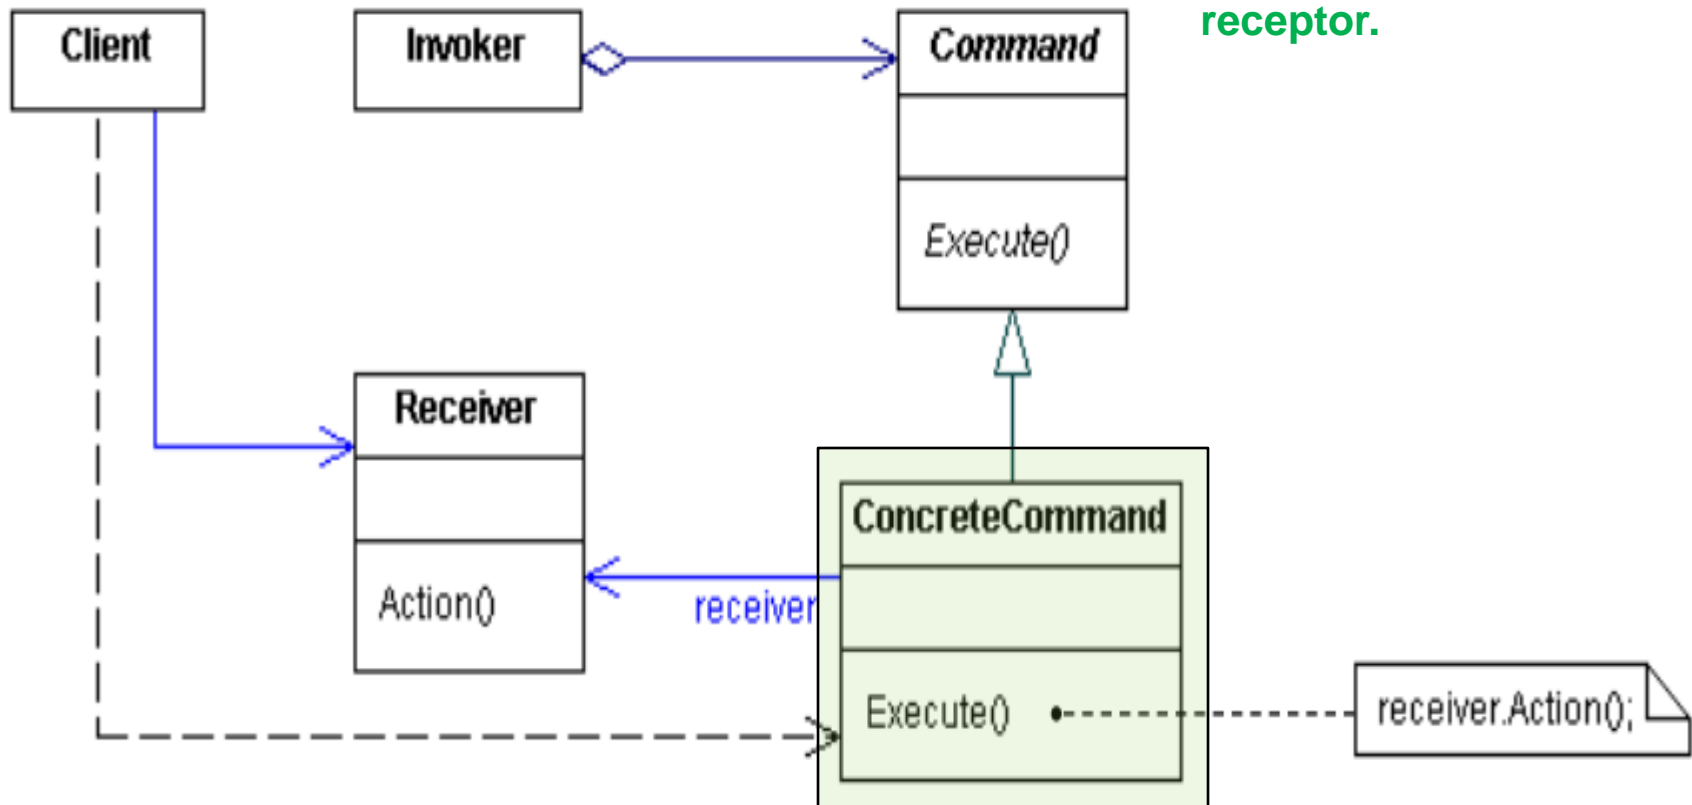 receptor.
Client
Invoker
Command
Execute()
Receiver
Action()
receiver
ConcreteCommand
Execute()
receiver.Action();